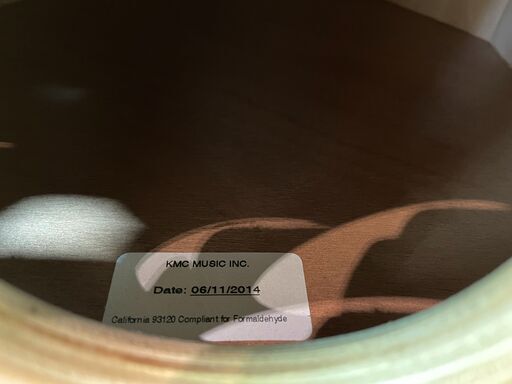 KMC MUSIC INC.
Date: 06/11/2014
California 93120 Compliant for Formaldehyde